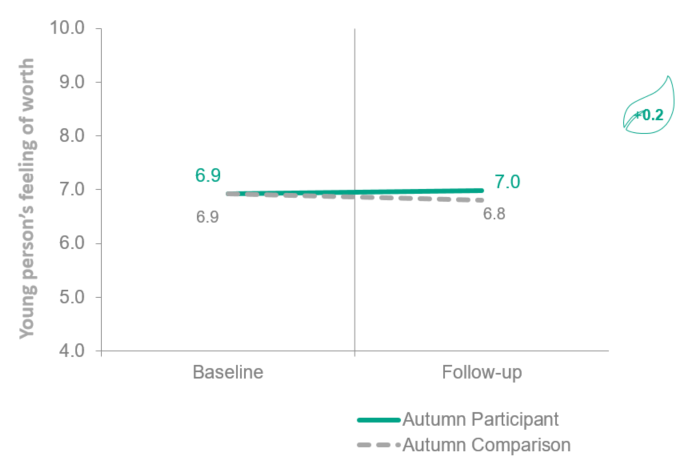 Young person's feeling of worth
10.0
9.0
8.0
7.0
6.0
5.0
4.0
6.9
6.9
7.0
6.8
+0.2
Baseline
Follow-up
Autumn Participant
Autumn Comparison